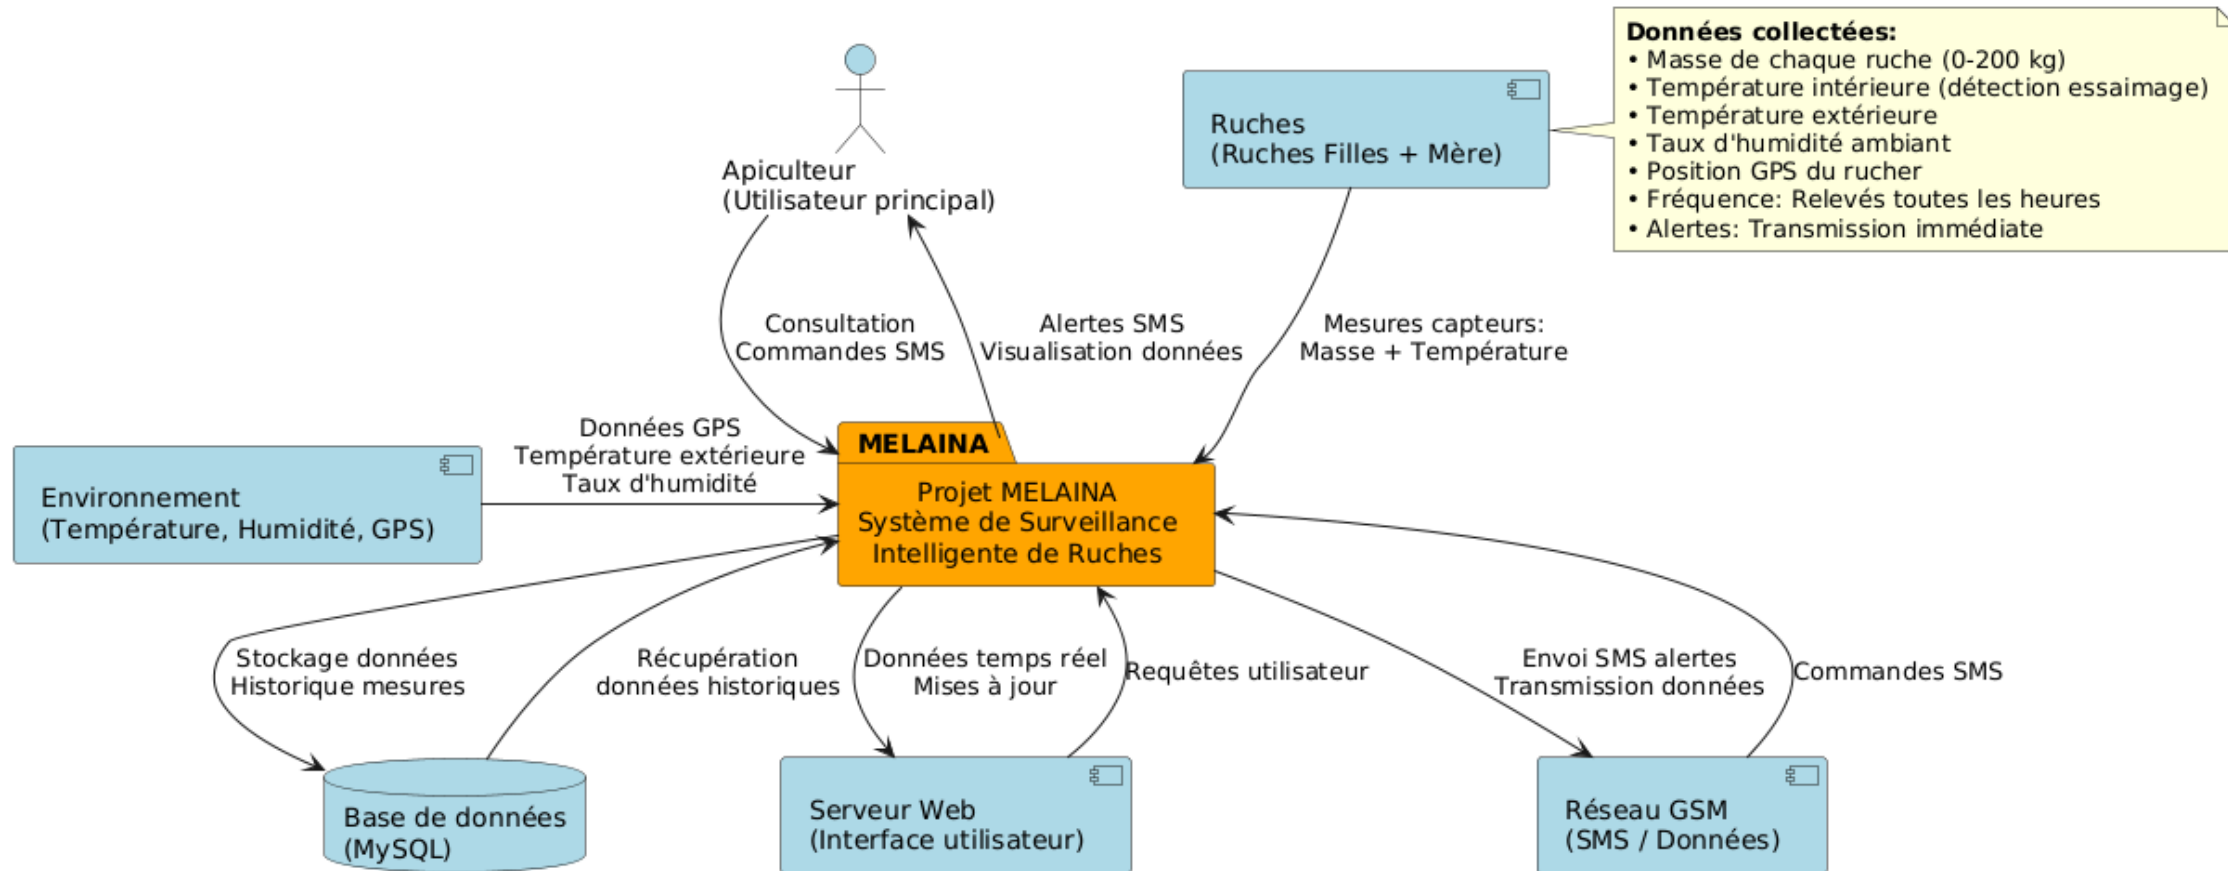 Données collectées:
• Masse de chaque ruche (0-200 kg)
• Température intérieure (détection essaimage)
• Température extérieure
• Taux d'humidité ambiant
• Position GPS du rucher
• Fréquence: Relevés toutes les heures
• Alertes: Transmission immédiate
Ruches
(Ruches Filles + Mère)
Apiculteur
(Utilisateur principal)
Consultation
Commandes SMS
Alertes SMS
Visualisation données
Mesures capteurs:
Masse + Température
Données GPS
Température extérieure
Taux d'humidité
MELAINA
Projet MELAINA
Système de Surveillance
Intelligente de Ruches
Environnement
(Température, Humidité, GPS)
Stockage données
Historique mesures
Récupération
données historiques
Données temps réel
Mises à jour
Requêtes utilisateur
Envoi SMS alertes
Transmission données
Commandes SMS
Base de données
(MySQL)
Serveur Web
(Interface utilisateur)
Réseau GSM
(SMS / Données)